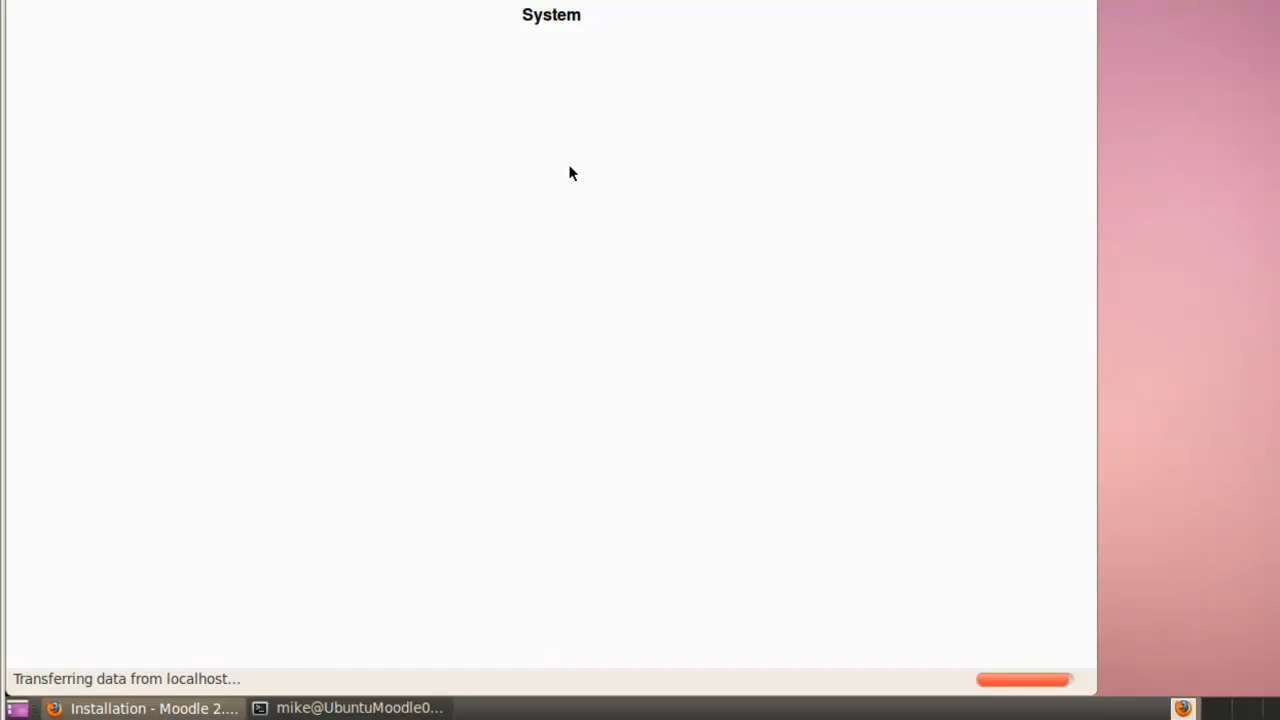 System
Transferring data from localhost...
Installation - Moodle 2....
mike@UbuntuMoodle0...